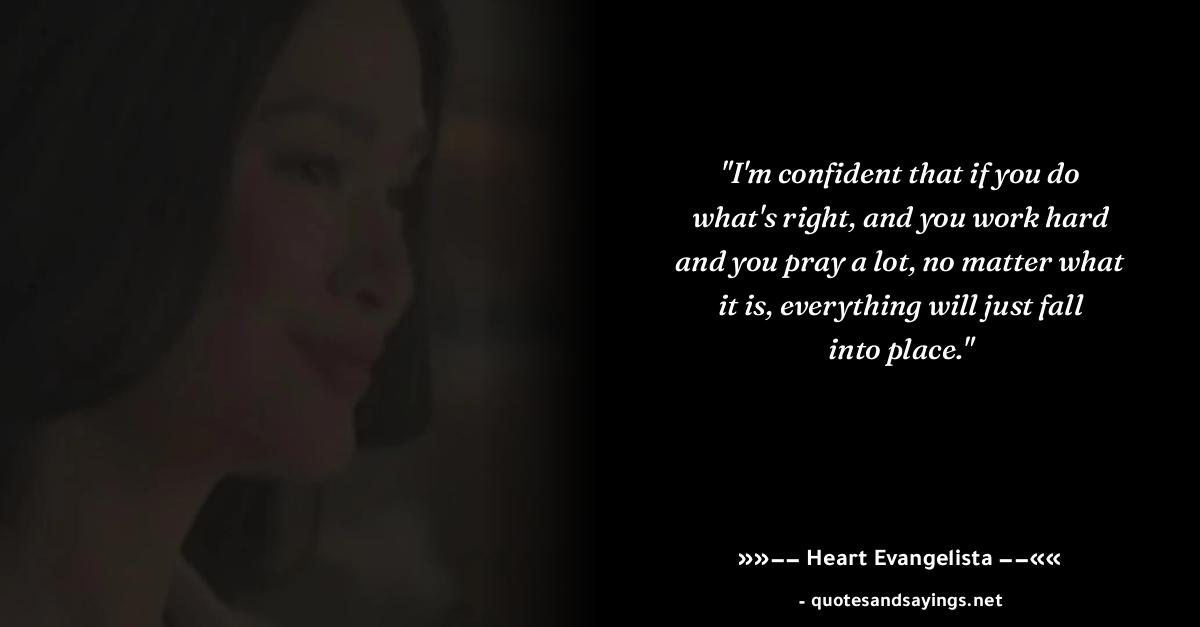 "I'm confident that if you do
what's right, and you work hard
and you pray a lot, no matter what
it is, everything will just fall
into place."
»»−− Heart Evangelista −−««
- quotesandsayings.net